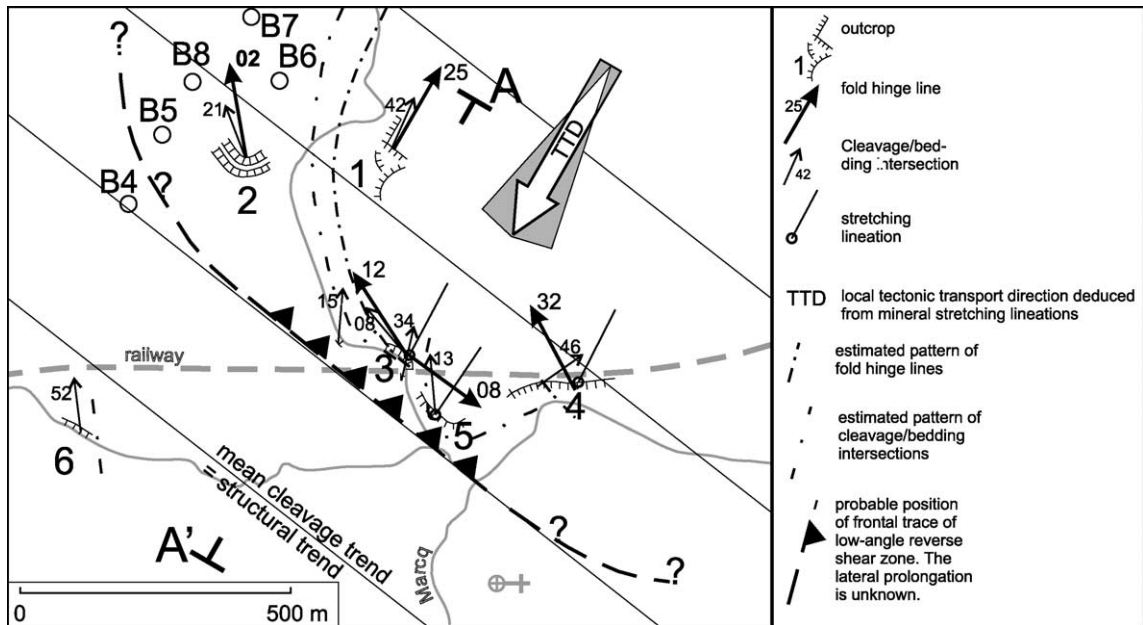 ?
B7
B8
02
B6
21
B5
?
B4
2
25
A
42
1
TTD
12
15
08
34
32
46
3
13
08
4
railway
52
5
6
mean cleavage trend
= structural trend
A'
Marcq
?
?
0
500 m
outcrop
1
25
fold hinge line
Cleavage/bed-
ding intersection
42
stretching
lineation
TTD
local tectonic transport direction deduced
from mineral stretching lineations
estimated pattern of
fold hinge lines
estimated pattern of
cleavage/bedding
intersections
probable position
of frontal trace of
low-angle reverse
shear zone. The
lateral prolongation
is unknown.